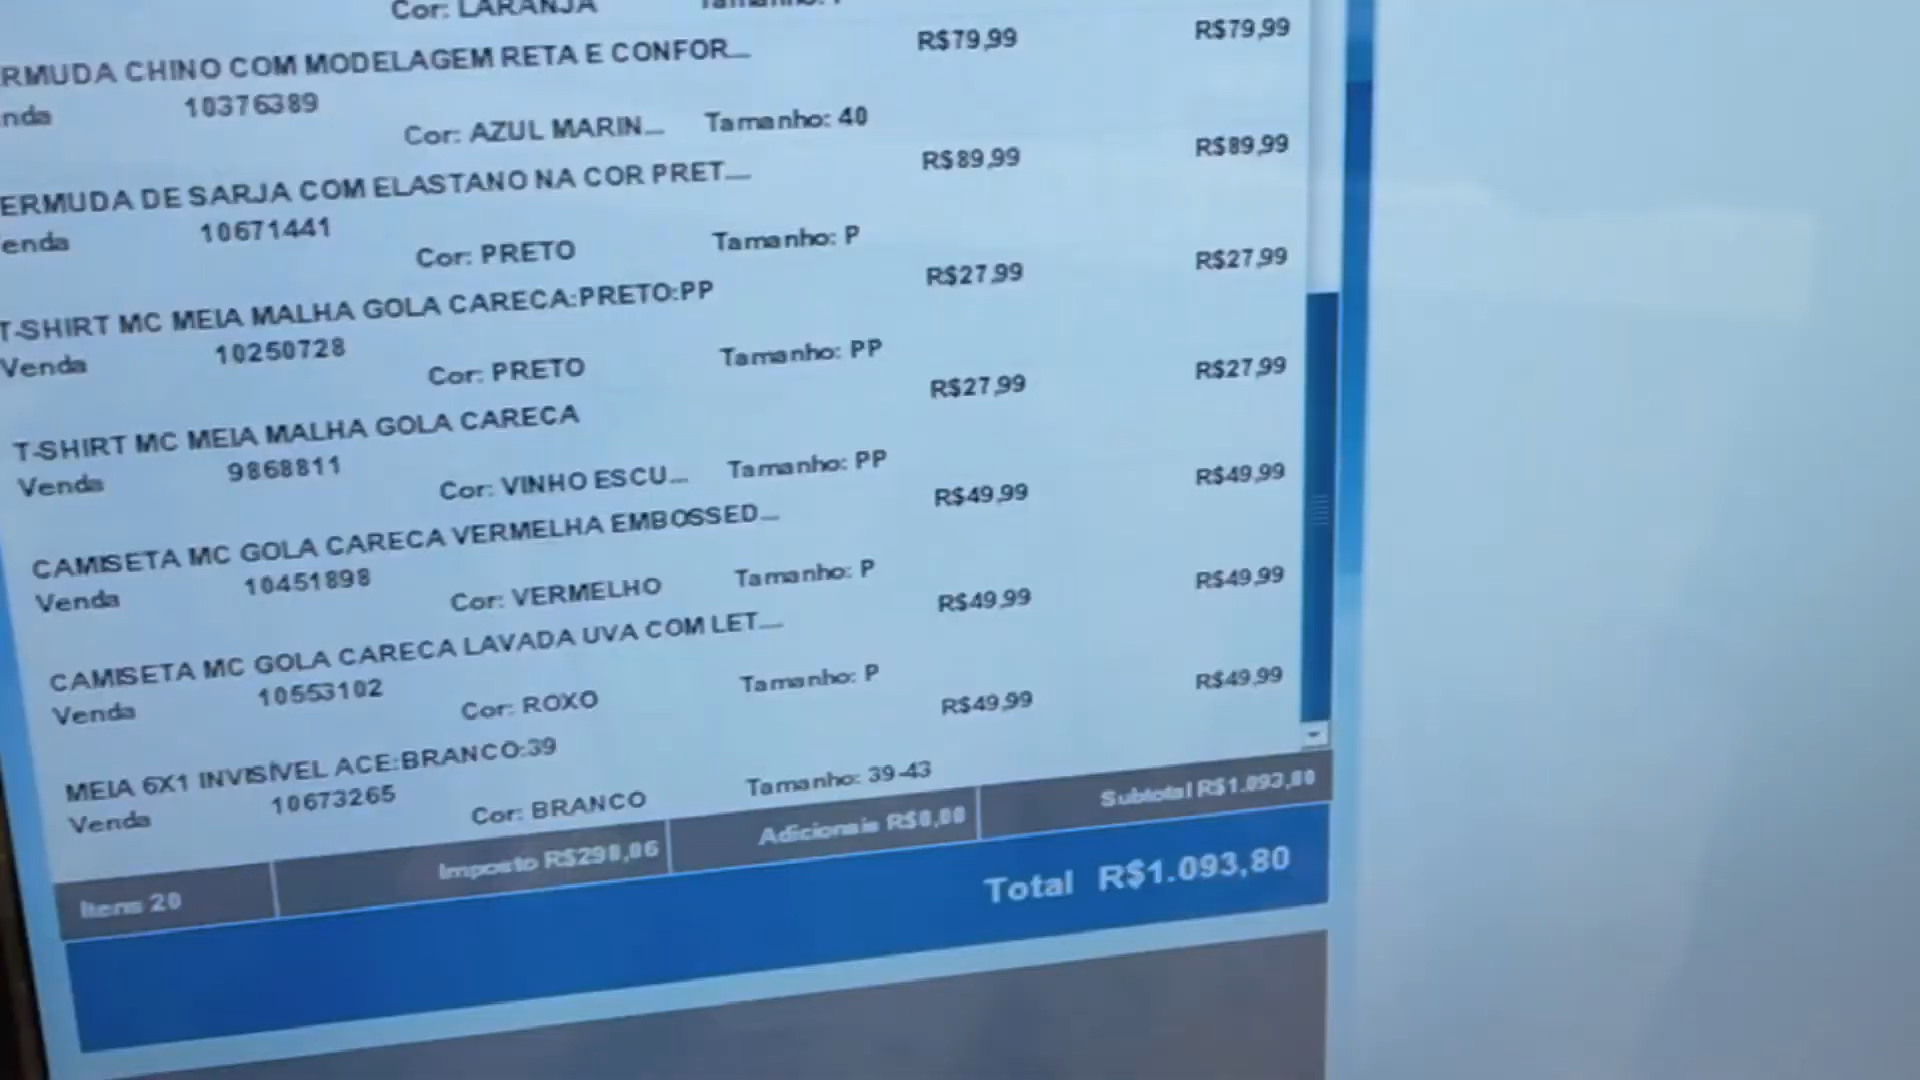 Cor: LARANJA
RMUDA CHINO COM MODELAGEM RETA E CONFOR... R$79,99 R$79,99
nda 10376389 Cor: AZUL MARIN... Tamanho: 40
ERMUDA DE SARJA COM ELASTANO NA COR PRET... R$89,99 R$89,99
enda 10671441 Cor: PRETO Tamanho: P
T-SHIRT MC MEIA MALHA GOLA CARECA:PRETO:PP R$27,99 R$27,99
Venda 10250728 Cor: PRETO Tamanho: PP
T-SHIRT MC MEIA MALHA GOLA CARECA R$27,99 R$27,99
Venda 9868811 Cor: VINHO ESCU... Tamanho: PP
CAMISETA MC GOLA CARECA VERMELHA EMBOSSED... R$49,99 R$49,99
Venda 10451898 Cor: VERMELHO Tamanho: P
CAMISETA MC GOLA CARECA LAVADA UVA COM LET... R$49,99 R$49,99
Venda 10553102 Cor: ROXO Tamanho: P
MEIA 6X1 INVISÍVEL ACE:BRANCO:39 R$49,99 R$49,99
Venda 10673265 Cor: BRANCO Tamanho: 39-43
Itens 20 Imposto R$290,06 Adicionais R$0,00 Subtotal R$1.093,80
Total R$1.093,80